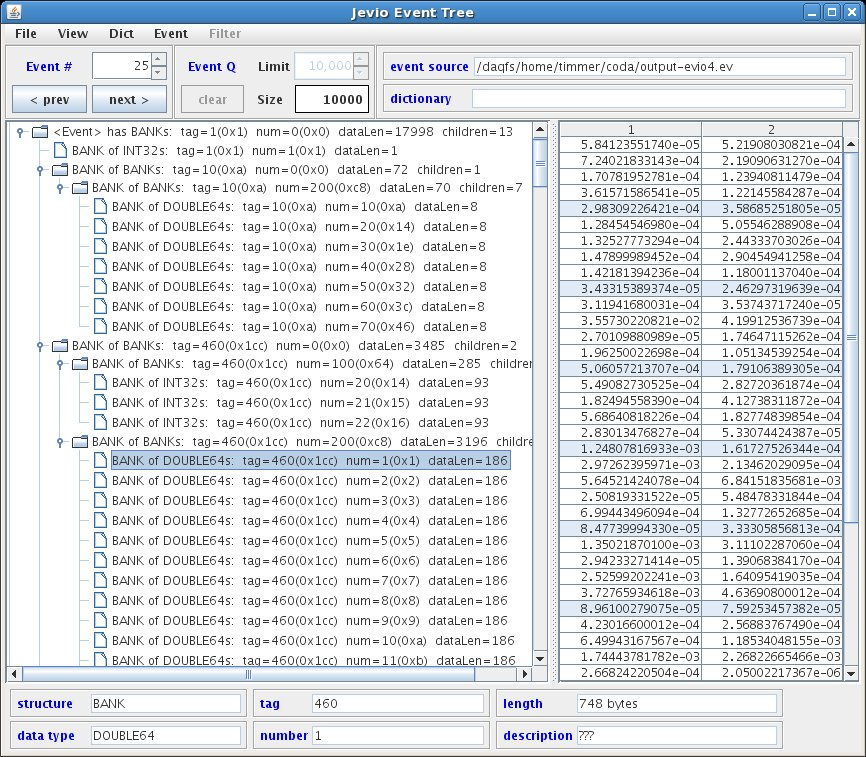 Jevio Event Tree
File View Dict Event Filter
Event # 25 Event Q Limit 10,000 event source /daqfs/home/timmer/coda/output-evio4.ev
< prev next > clear Size 10000 dictionary
<Event> has BANKs: tag=1(0x1) num=0(0x0) dataLen=17998 children=13
BANK of INT32s: tag=1(0x1) num=1(0x1) dataLen=1
BANK of BANKs: tag=10(0xa) num=0(0x0) dataLen=72 children=1
BANK of BANKs: tag=10(0xa) num=200(0xc8) dataLen=70 children=7
BANK of DOUBLE64s: tag=10(0xa) num=10(0xa) dataLen=8
BANK of DOUBLE64s: tag=10(0xa) num=20(0x14) dataLen=8
BANK of DOUBLE64s: tag=10(0xa) num=30(0x1e) dataLen=8
BANK of DOUBLE64s: tag=10(0xa) num=40(0x28) dataLen=8
BANK of DOUBLE64s: tag=10(0xa) num=50(0x32) dataLen=8
BANK of DOUBLE64s: tag=10(0xa) num=60(0x3c) dataLen=8
BANK of DOUBLE64s: tag=10(0xa) num=70(0x46) dataLen=8
BANK of BANKs: tag=460(0x1cc) num=0(0x0) dataLen=3485 children=2
BANK of BANKs: tag=460(0x1cc) num=100(0x64) dataLen=285 childrer
BANK of INT32s: tag=460(0x1cc) num=20(0x14) dataLen=93
BANK of INT32s: tag=460(0x1cc) num=21(0x15) dataLen=93
BANK of INT32s: tag=460(0x1cc) num=22(0x16) dataLen=93
BANK of BANKs: tag=460(0x1cc) num=200(0xc8) dataLen=3196 childre
BANK of DOUBLE64s: tag=460(0x1cc) num=1(0x1) dataLen=186
BANK of DOUBLE64s: tag=460(0x1cc) num=2(0x2) dataLen=186
BANK of DOUBLE64s: tag=460(0x1cc) num=3(0x3) dataLen=186
BANK of DOUBLE64s: tag=460(0x1cc) num=4(0x4) dataLen=186
BANK of DOUBLE64s: tag=460(0x1cc) num=5(0x5) dataLen=186
BANK of DOUBLE64s: tag=460(0x1cc) num=6(0x6) dataLen=186
BANK of DOUBLE64s: tag=460(0x1cc) num=7(0x7) dataLen=186
BANK of DOUBLE64s: tag=460(0x1cc) num=8(0x8) dataLen=186
BANK of DOUBLE64s: tag=460(0x1cc) num=9(0x9) dataLen=186
BANK of DOUBLE64s: tag=460(0x1cc) num=10(0xa) dataLen=186
BANK of DOUBLE64s: tag=460(0x1cc) num=11(0xb) dataLen=186
1 2
5.84123551740e-05 5.21908030821e-04
7.24021833143e-04 2.19090631270e-04
1.70781952781e-04 1.23940811479e-04
3.61571586541e-05 1.22145584287e-04
2.98309226421e-04 3.58685251805e-05
1.28454546980e-04 5.05546288908e-04
1.32527773294e-04 2.44333703026e-04
1.47899989452e-04 2.90454941258e-04
1.42181394236e-04 1.18001137040e-04
3.43315389374e-05 2.46297319639e-04
3.11941680031e-04 3.53743717240e-05
3.55730220821e-02 4.19912536739e-04
2.70109880989e-05 1.74647115262e-04
1.96250022698e-04 1.05134539254e-04
5.06057213707e-04 1.79106389305e-04
5.49082730525e-04 2.82720361874e-04
1.82494558390e-04 4.12738311872e-04
5.68640818226e-04 1.82774839854e-04
2.83013476827e-04 5.33074424387e-05
1.24807816933e-03 1.61727526344e-04
2.97262395971e-03 2.13462029095e-04
5.64521424078e-04 6.84151835681e-03
2.50819331522e-05 5.48478331844e-04
6.99443496094e-04 1.32772652685e-04
8.47739994330e-05 3.33305856813e-04
1.35021870100e-03 3.11102287060e-04
2.94233271414e-05 1.39068384170e-04
2.52599202241e-03 1.64095419035e-04
3.72765934618e-03 4.63690800012e-04
8.96100279075e-05 7.59253457382e-05
4.23016600012e-04 2.56883767490e-04
6.49943167567e-04 1.18534048155e-03
1.74443781782e-03 2.26822665466e-03
2.66824220504e-04 2.05002217367e-06
structure BANK tag 460 length 748 bytes
data type DOUBLE64 number 1 description ???